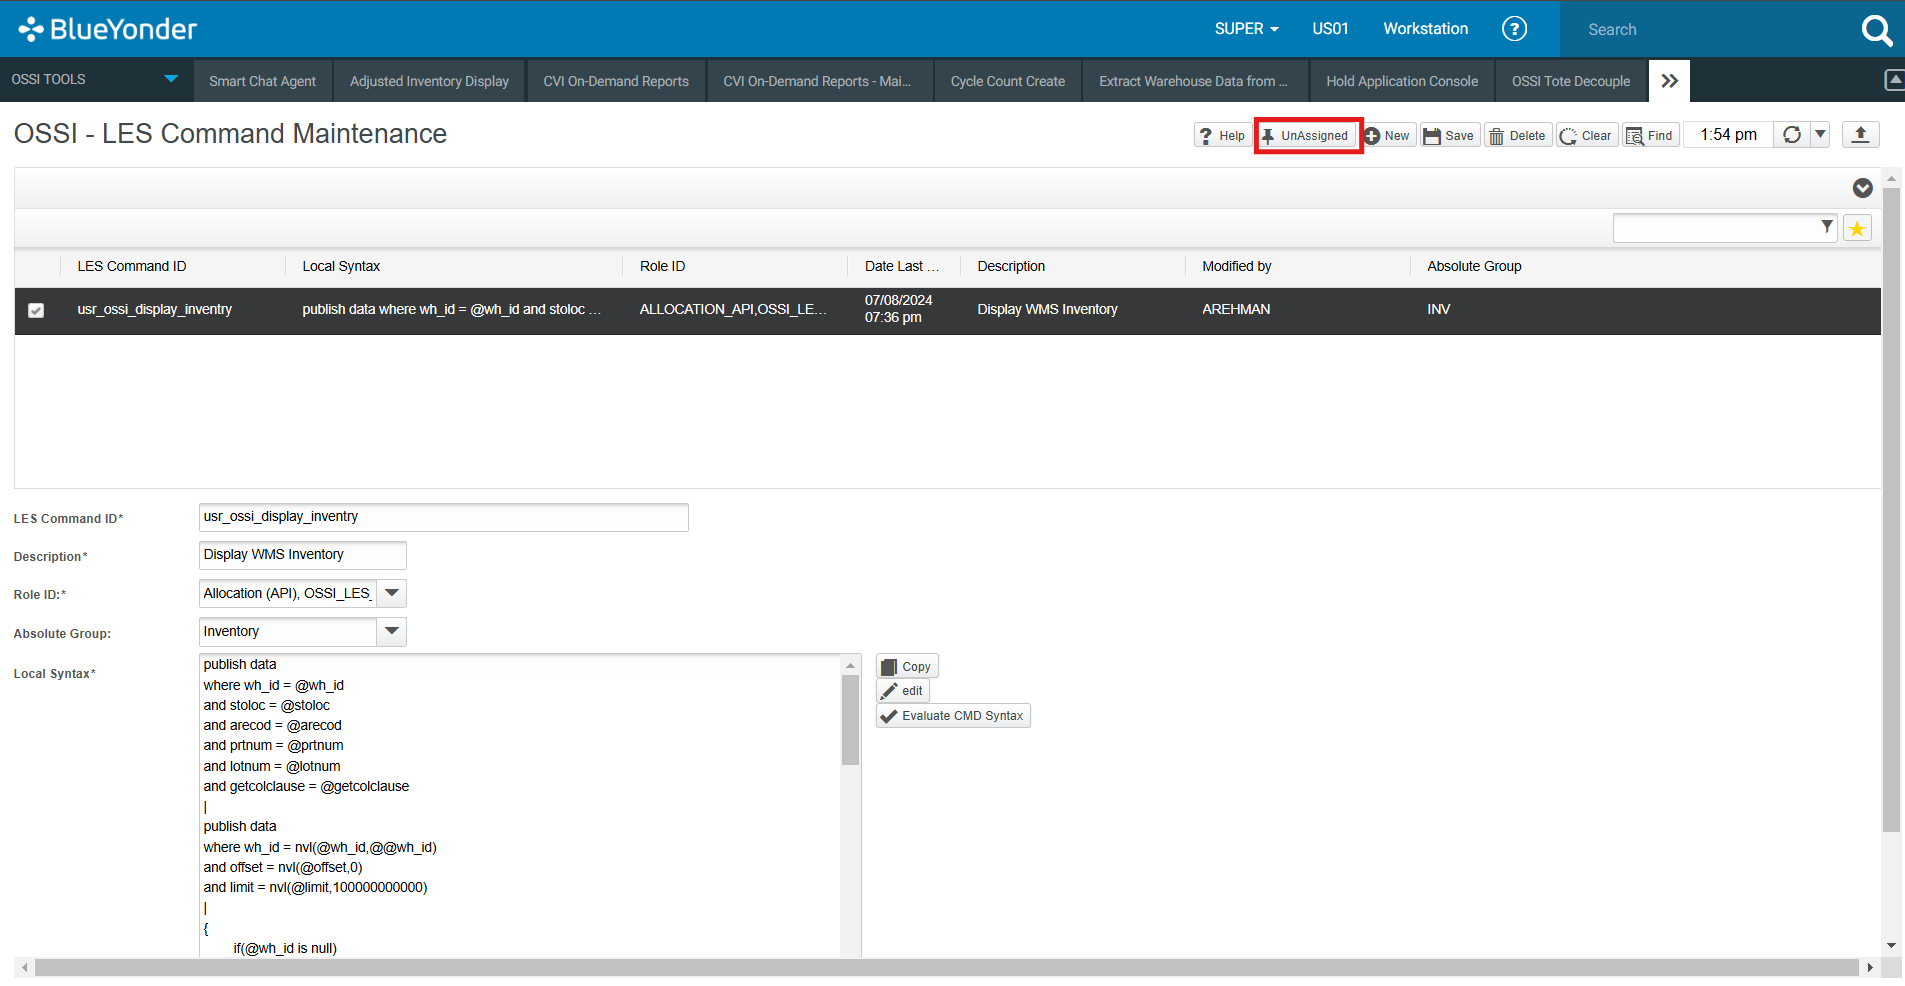 BlueYonder SUPER US01 Workstation ? Search
OSSI TOOLS Smart Chat Agent Adjusted Inventory Display CVI On-Demand Reports CVI On-Demand Reports - Mai... Cycle Count Create Extract Warehouse Data from ... Hold Application Console OSSI Tote Decouple
OSSI - LES Command Maintenance ? Help UnAssigned New Save Delete Clear Find 1:54 pm
LES Command ID Local Syntax Role ID Date Last ... Description Modified by Absolute Group
usr_ossi_display_inventry publish data where wh_id = @wh_id and stoloc ... ALLOCATION_API,OSSI_LE... 07/08/2024 Display WMS Inventory AREHMAN INV
07:36 pm
LES Command ID* usr_ossi_display_inventry
Description* Display WMS Inventory
Role ID:* Allocation (API), OSSI_LES_
Absolute Group: Inventory
Local Syntax* publish data Copy
where wh_id = @wh_id edit
and stoloc = @stoloc Evaluate CMD Syntax
and arecod = @arecod
and prtnum = @prtnum
and lotnum = @lotnum
and getcolclause = @getcolclause
|
publish data
where wh_id = nvl(@wh_id,@@wh_id)
and offset = nvl(@offset,0)
and limit = nvl(@limit,100000000000)
|
{
if(@wh_id is null)